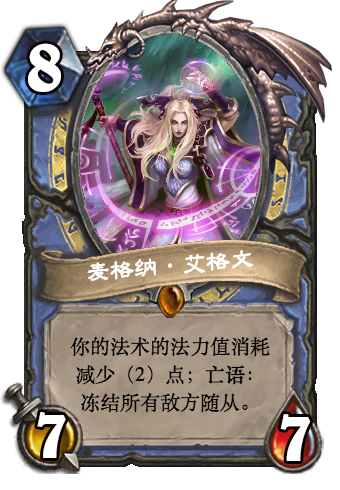 8
麦格纳·艾格文
你的法术的法力值消耗
减少（2）点；亡语：
冻结所有敌方随从。
7
7